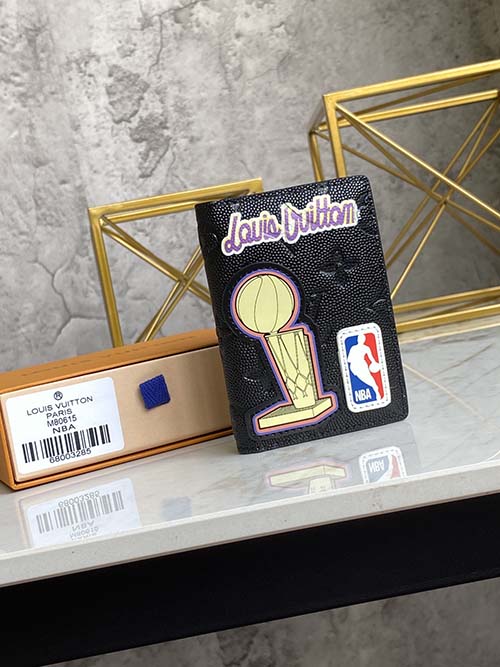 Louis Vuitton
NBA
®
LOUIS VUITTON
PARIS
M80615
NBA
68003285